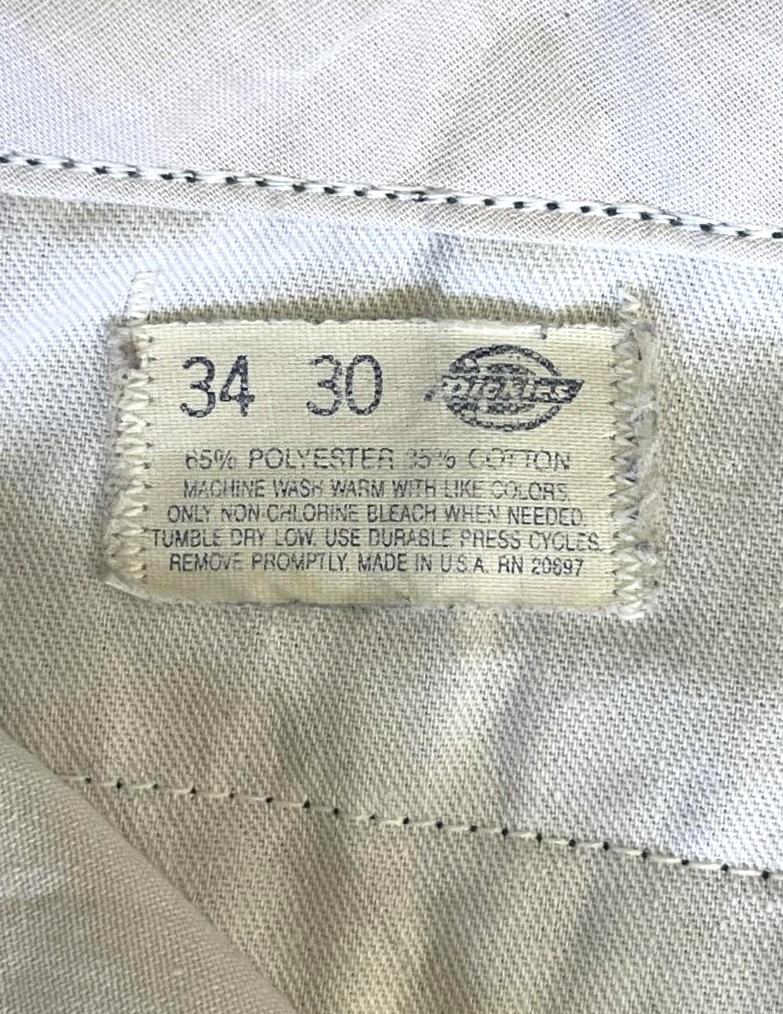 34 30 DICKIES
65% POLYESTER 35% COTTON
MACHINE WASH WARM WITH LIKE COLORS.
ONLY NON-CHLORINE BLEACH WHEN NEEDED.
TUMBLE DRY LOW. USE DURABLE PRESS CYCLES.
REMOVE PROMPTLY. MADE IN U.S.A. RN 20697